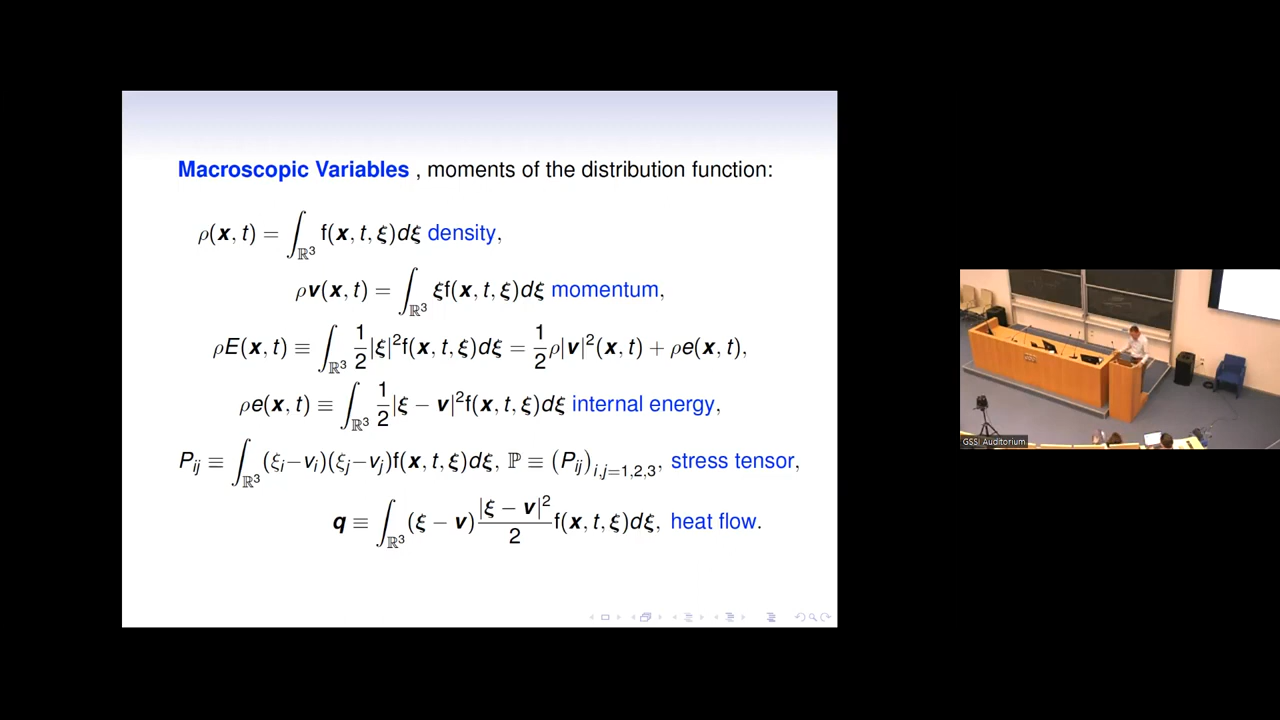 Macroscopic Variables , moments of the distribution function:
ρ(x, t) = ∫_ℝ³ f(x, t, ξ)dξ density,
ρv(x, t) = ∫_ℝ³ ξf(x, t, ξ)dξ momentum,
ρE(x, t) ≡ ∫_ℝ³ 1/2 |ξ|²f(x, t, ξ)dξ = 1/2 ρ|v|²(x, t) + ρe(x, t),
ρe(x, t) ≡ ∫_ℝ³ 1/2 |ξ − v|²f(x, t, ξ)dξ internal energy,
P_ij ≡ ∫_ℝ³ (ξ_i−v_i)(ξ_j−v_j)f(x, t, ξ)dξ, ℙ ≡ (P_ij)_i,j=1,2,3, stress tensor,
q ≡ ∫_ℝ³ (ξ − v) |ξ − v|²/2 f(x, t, ξ)dξ, heat flow.
GSSI Auditorium